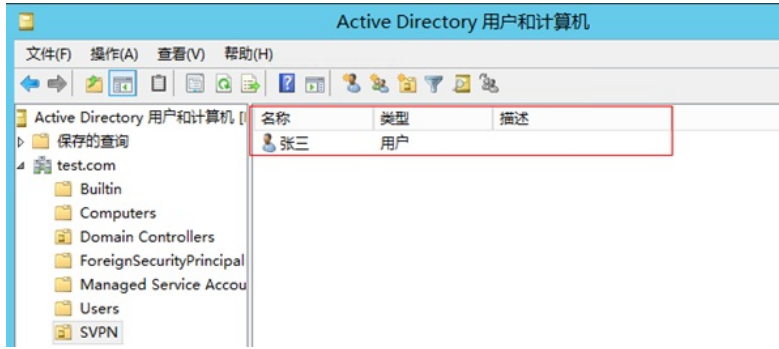 Active Directory 用户和计算机
文件(F) 操作(A) 查看(V) 帮助(H)
Active Directory 用户和计算机 [
名称 类型 描述
保存的查询
张三 用户
test.com
Builtin
Computers
Domain Controllers
ForeignSecurityPrincipal
Managed Service Accou
Users
SVPN